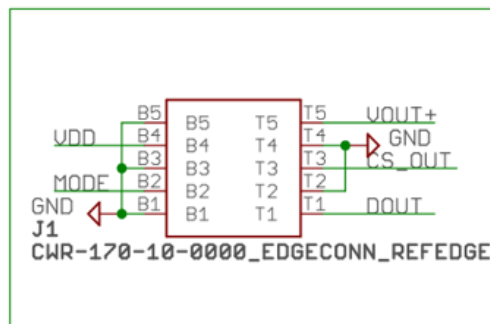 B5 B5 T5 T5 VOUT+
VDD B4 B4 T4 T4 GND
B3 B3 T3 T3 CS_OUT
MODE B2 B2 T2 T2
GND B1 B1 T1 T1 DOUT
J1
CWR-170-10-0000_EDGECONN_REFEDGE